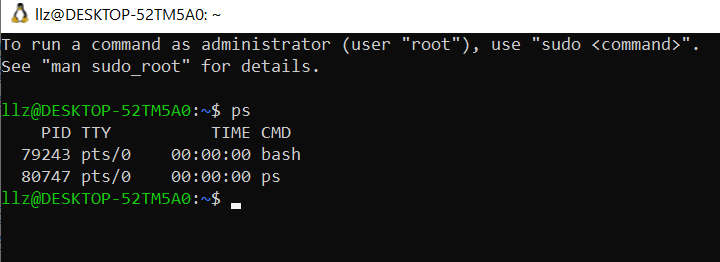 llz@DESKTOP-52TM5A0: ~
To run a command as administrator (user "root"), use "sudo <command>".
See "man sudo_root" for details.
llz@DESKTOP-52TM5A0:~$ ps
    PID TTY          TIME CMD
  79243 pts/0    00:00:00 bash
  80747 pts/0    00:00:00 ps
llz@DESKTOP-52TM5A0:~$